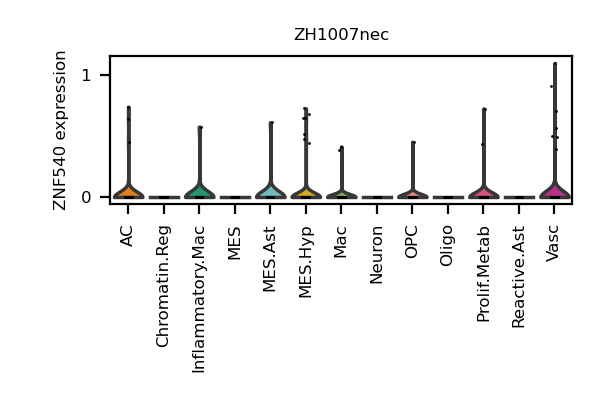 ZH1007nec
ZNF540 expression
1
0
AC
Chromatin.Reg
Inflammatory.Mac
MES
MES.Ast
MES.Hyp
Mac
Neuron
OPC
Oligo
Prolif.Metab
Reactive.Ast
Vasc